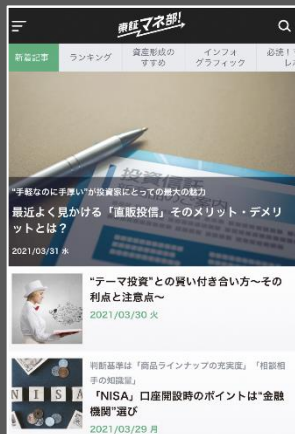 東証マネ部!
新着記事
ランキング
資産形成の
すすめ
インフォ
グラフィック
必読!
投資信託
“手軽なのに手厚い”が投資家にとっての最大の魅力
最近よく見かける「直販投信」そのメリット・デメリ
ットとは?
2021/03/31 水
“テーマ投資”との賢い付き合い方〜その
利点と注意点〜
2021/03/30 火
判断基準は「商品ラインナップの充実度」「相談相
手の知識量」
NISA
「NISA」口座開設時のポイントは“金融
機関”選び
2021/03/29 月